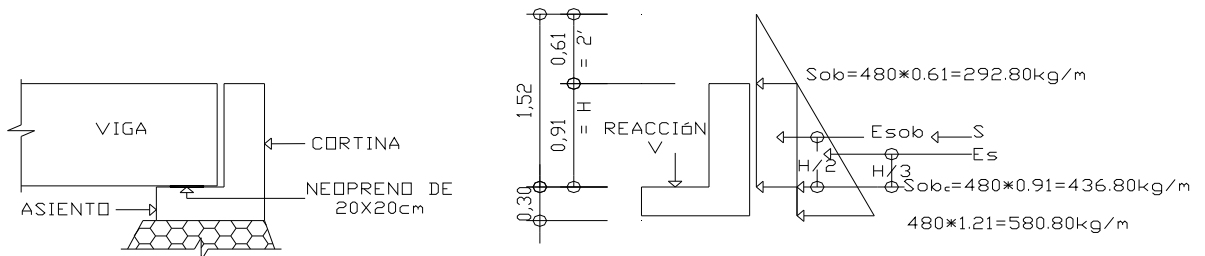 VIGA
CORTINA
NEOPRENO DE
20X20cm
ASIENTO
1,52
0,61
= 2'
0,91
= H
0,30
REACCIóN
V
Sob=480*0.61=292.80kg/m
Esob
S
Es
H/2
H/3
Sobc=480*0.91=436.80kg/m
480*1.21=580.80kg/m